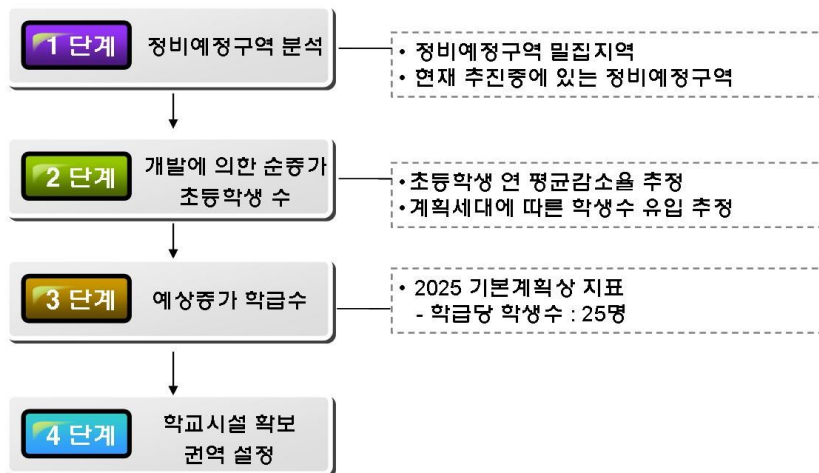 1 단계
정비예정구역 분석
• 정비예정구역 밀집지역
• 현재 추진중에 있는 정비예정구역
2 단계
개발에 의한 순증가
초등학생 수
• 초등학생 연 평균감소율 추정
• 계획세대에 따른 학생수 유입 추정
3 단계
예상증가 학급수
• 2025 기본계획상 지표
- 학급당 학생수 : 25명
4 단계
학교시설 확보
권역 설정